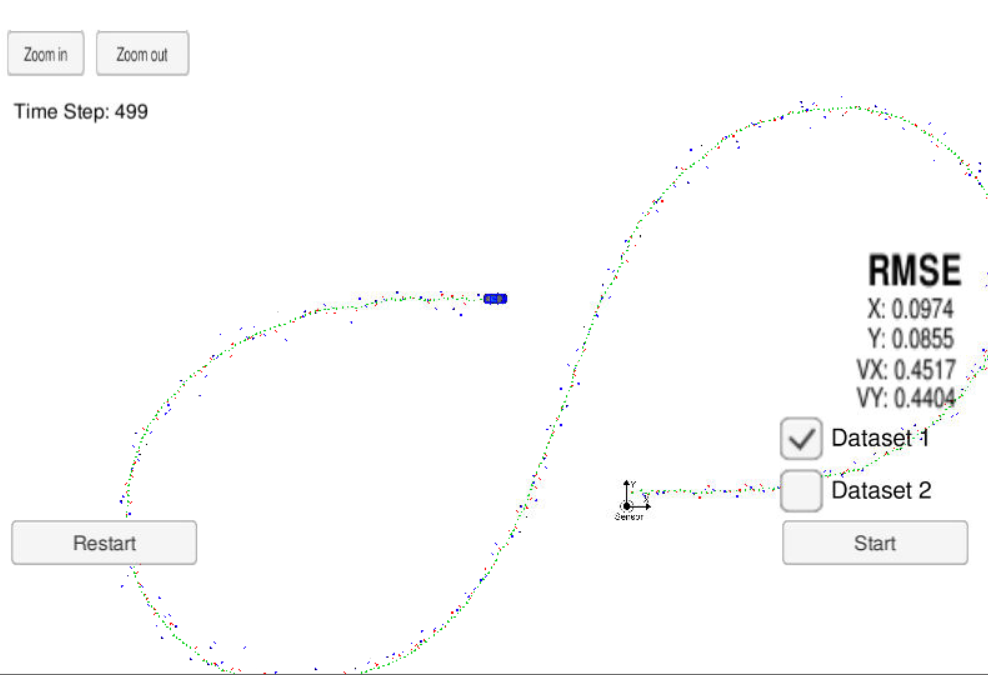 Zoom in
Zoom out
Time Step: 499
RMSE
X: 0.0974
Y: 0.0855
VX: 0.4517
VY: 0.4404
Dataset 1
Dataset 2
Y
X
Sensor
Restart
Start